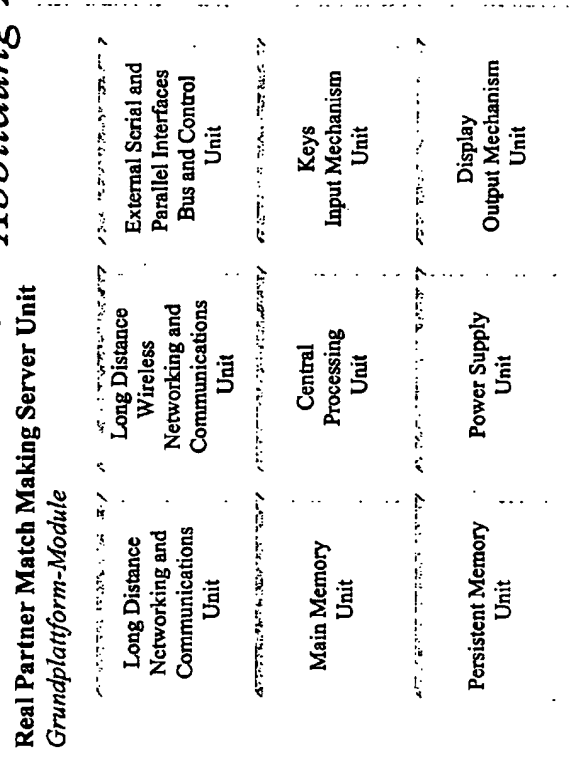 Real Partner Match Making Server Unit
Grundplattform-Module
Long Distance
Networking and
Communications
Unit
Long Distance
Wireless
Networking and
Communications
Unit
External Serial and
Parallel Interfaces
Bus and Control
Unit
Main Memory
Unit
Central
Processing
Unit
Keys
Input Mechanism
Unit
Persistent Memory
Unit
Power Supply
Unit
Display
Output Mechanism
Unit